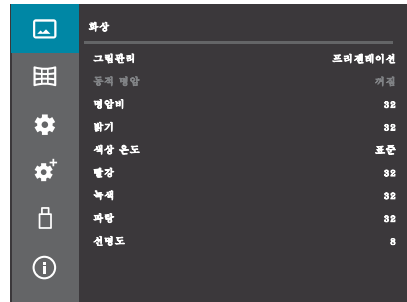 화상
그림관리 프리젠테이션
동적 명암 꺼짐
명암비 32
밝기 32
색상 온도 표준
빨강 32
녹색 32
파랑 32
선명도 8